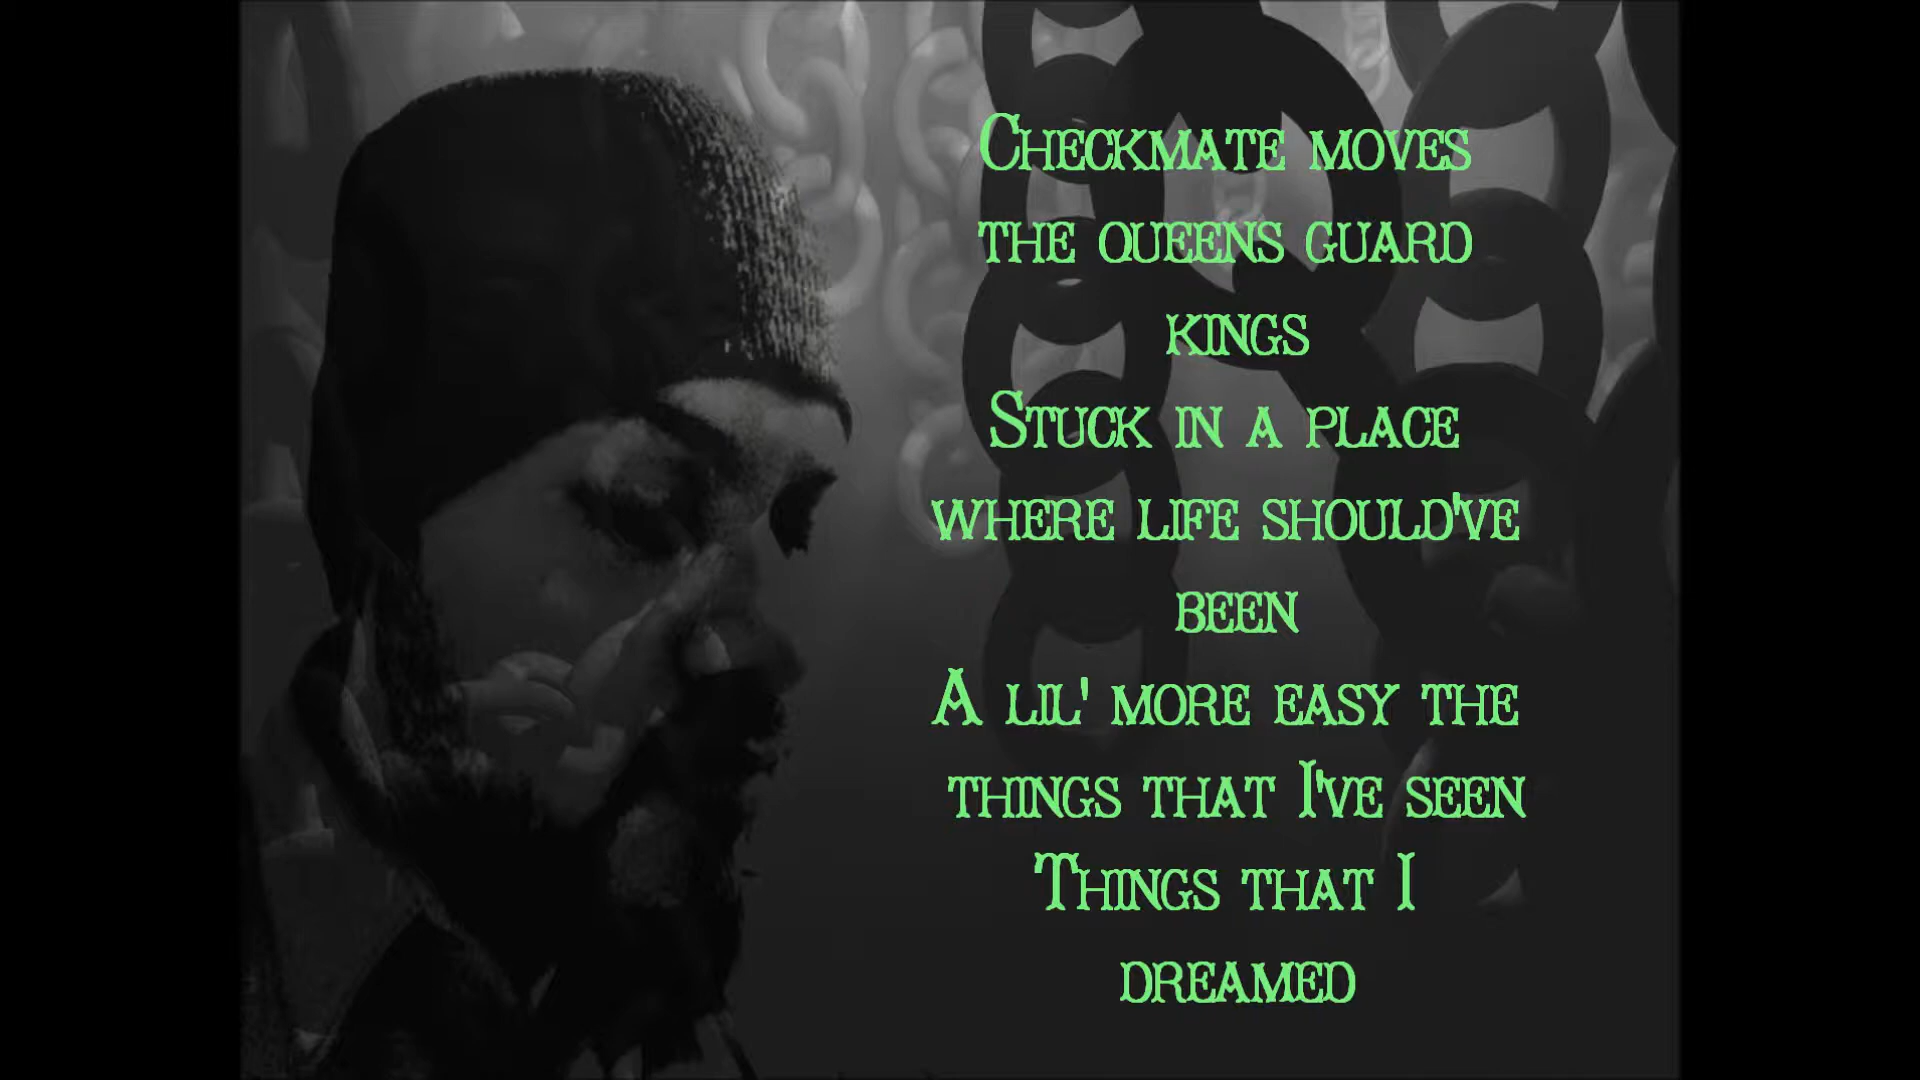 Checkmate moves
the queens guard
kings
Stuck in a place
where life should've
been
A lil' more easy the
things that I've seen
Things that I
dreamed